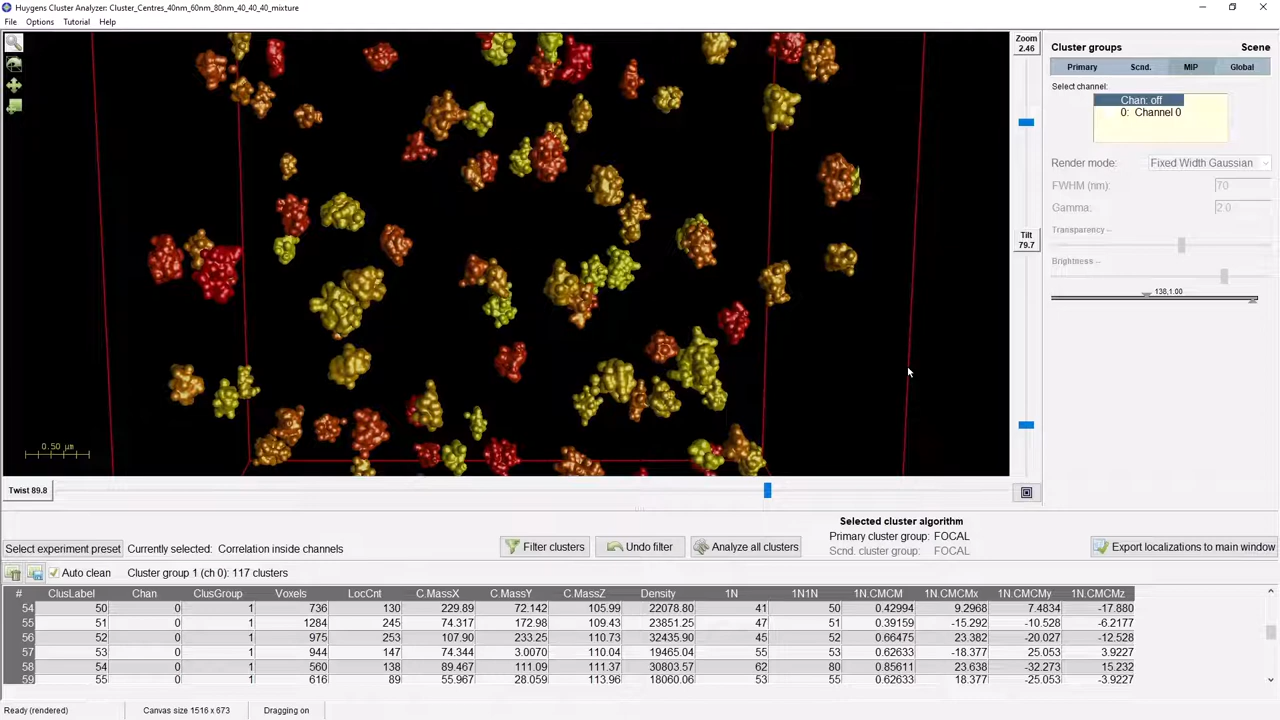 Huygens Cluster Analyzer: Cluster_Centres_40nm_60nm_80nm_40_40_40_mixture
File Options Tutorial Help
Zoom
2.46
Cluster groups Scene
Primary Scnd. MIP Global
Select channel:
Chan: off
0: Channel 0
Render mode: Fixed Width Gaussian
FWHM (nm): 70
Gamma: 2.0
Transparency --
Tilt
79.7
Brightness --
138,1.00
0.50 µm
Twist 89.8
Selected cluster algorithm
Primary cluster group: FOCAL
Scnd. cluster group: FOCAL
Select experiment preset Currently selected: Correlation inside channels Filter clusters Undo filter Analyze all clusters Export localizations to main window
Auto clean Cluster group 1 (ch 0): 117 clusters
# ClusLabel Chan ClusGroup Voxels LocCnt C.MassX C.MassY C.MassZ Density 1N 1N1N 1N.CMCM 1N.CMCMx 1N.CMCMy 1N.CMCMz
54 50 0 1 736 130 229.89 72.142 105.99 22078.80 41 50 0.42994 9.2968 7.4834 -17.880
55 51 0 1 1284 245 74.317 172.98 109.43 23851.25 47 51 0.39159 -15.292 -10.528 -6.2177
56 52 0 1 975 253 107.90 233.25 110.73 32435.90 45 52 0.66475 23.382 -20.027 -12.528
57 53 0 1 944 147 74.344 3.0070 110.04 19465.04 55 53 0.62633 -18.377 25.053 3.9227
58 54 0 1 560 138 89.467 111.09 111.37 30803.57 62 80 0.85611 23.638 -32.273 15.232
59 55 0 1 616 89 55.967 28.059 113.96 18060.06 53 55 0.62633 18.377 -25.053 -3.9227
Ready (rendered) Canvas size 1516 x 673 Dragging on